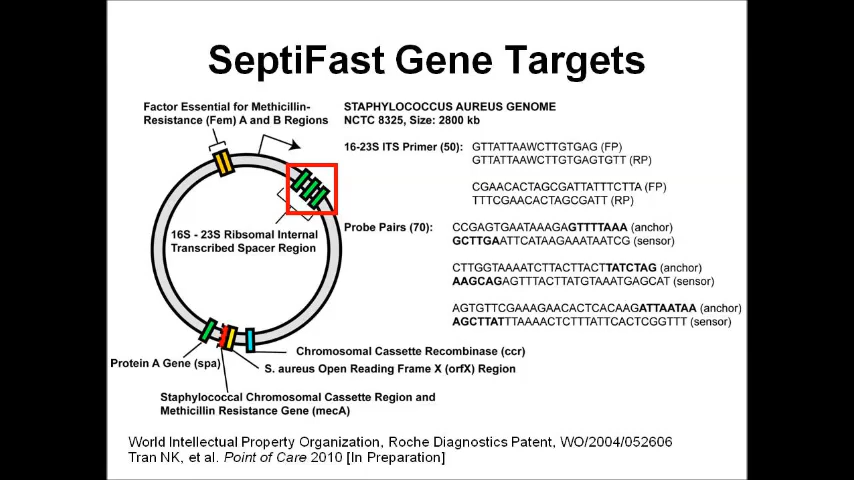 SeptiFast Gene Targets
Factor Essential for Methicillin-
Resistance (Fem) A and B Regions
STAPHYLOCOCCUS AUREUS GENOME
NCTC 8325, Size: 2800 kb
16-23S ITS Primer (50): GTTATTAAWCTTGTGAG (FP)
GTTATTAAWCTTGTGAGTGTT (RP)
CGAACACTAGCGATTATTTCTTA (FP)
TTTCGAACACTAGCGATT (RP)
16S - 23S Ribsomal Internal
Transcribed Spacer Region
Probe Pairs (70): CCGAGTGAATAAAGAGTTTTAAA (anchor)
GCTTGAATTCATAAGAAATAATCG (sensor)
CTTGGTAAAATCTTACTTACTTATCTAG (anchor)
AAGCAGAGTTTACTTATGTAAATGAGCAT (sensor)
AGTGTTCGAAAGAACACTCACAAGATTAATAA (anchor)
AGCTTATTTAAAACTCTTTATTCACTCGGTTT (sensor)
Protein A Gene (spa)
Chromosomal Cassette Recombinase (ccr)
S. aureus Open Reading Frame X (orfX) Region
Staphylococcal Chromosomal Cassette Region and
Methicillin Resistance Gene (mecA)
World Intellectual Property Organization, Roche Diagnostics Patent, WO/2004/052606
Tran NK, et al. Point of Care 2010 [In Preparation]